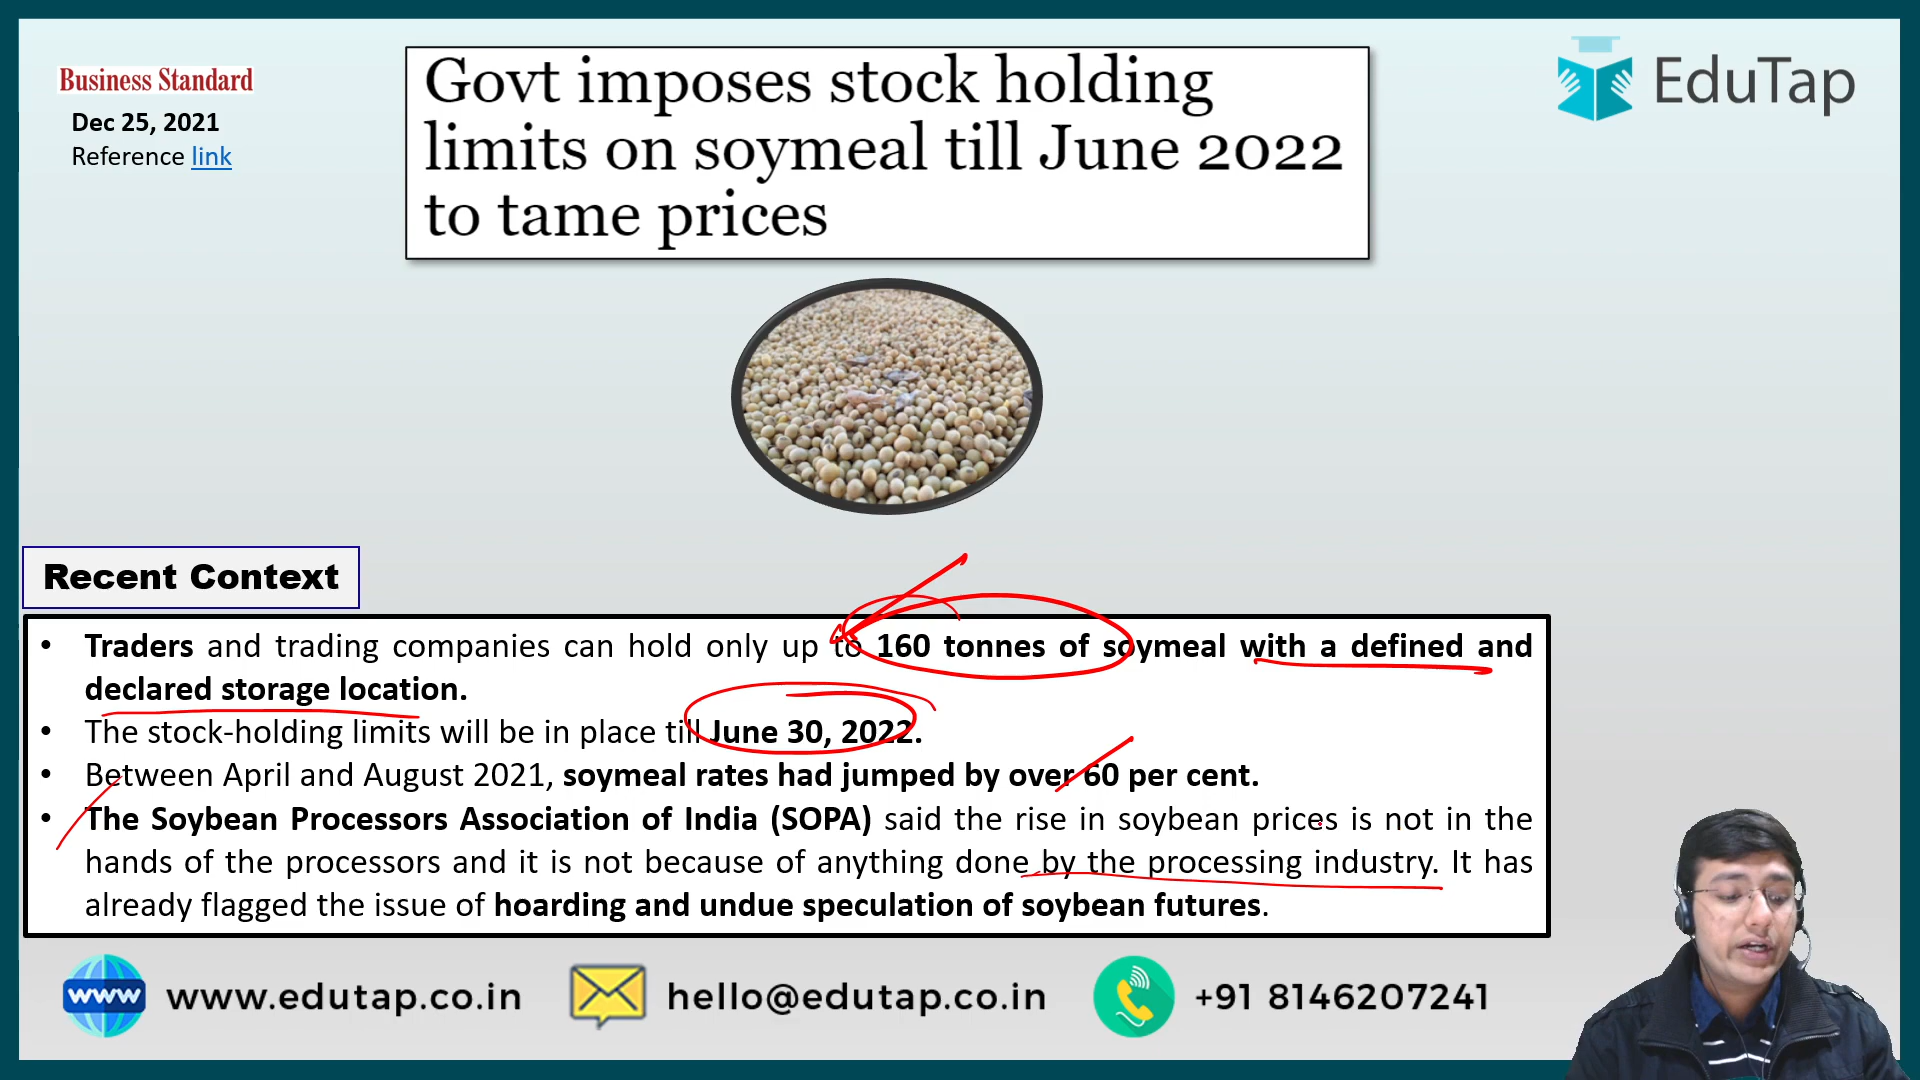 Business Standard
Dec 25, 2021
Reference link
Govt imposes stock holding
limits on soymeal till June 2022
to tame prices
EduTap
Recent Context
• Traders and trading companies can hold only up to 160 tonnes of soymeal with a defined and
declared storage location.
• The stock-holding limits will be in place till June 30, 2022.
• Between April and August 2021, soymeal rates had jumped by over 60 per cent.
• The Soybean Processors Association of India (SOPA) said the rise in soybean prices is not in the
hands of the processors and it is not because of anything done by the processing industry. It has
already flagged the issue of hoarding and undue speculation of soybean futures.
www www.edutap.co.in hello@edutap.co.in +91 8146207241